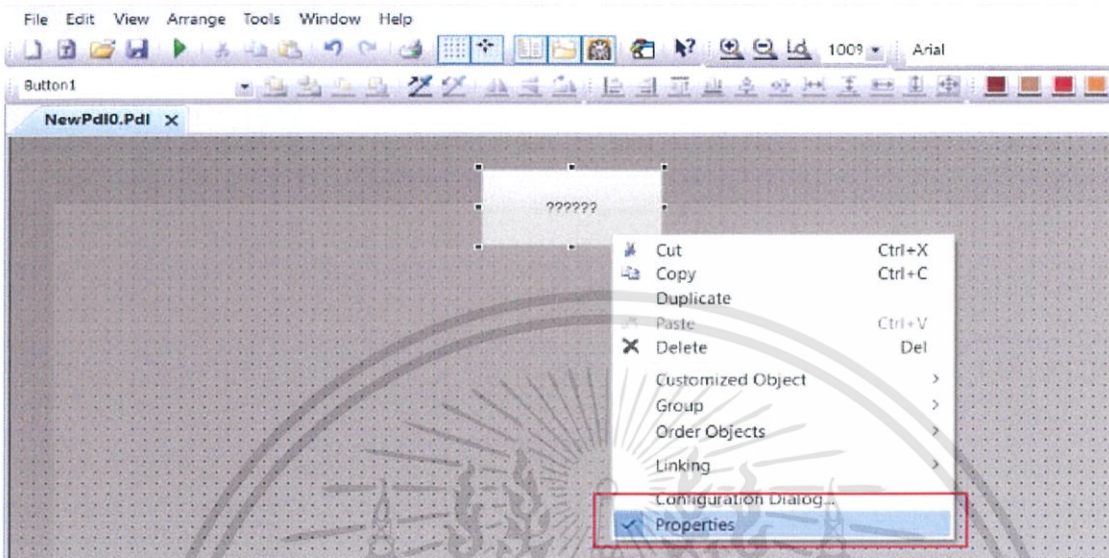 File Edit View Arrange Tools Window Help
100% Arial
Button1
NewPdl0.Pdl
??????
Cut Ctrl+X
Copy Ctrl+C
Duplicate
Paste Ctrl+V
Delete Del
Customized Object
Group
Order Objects
Linking
Configuration Dialog...
Properties